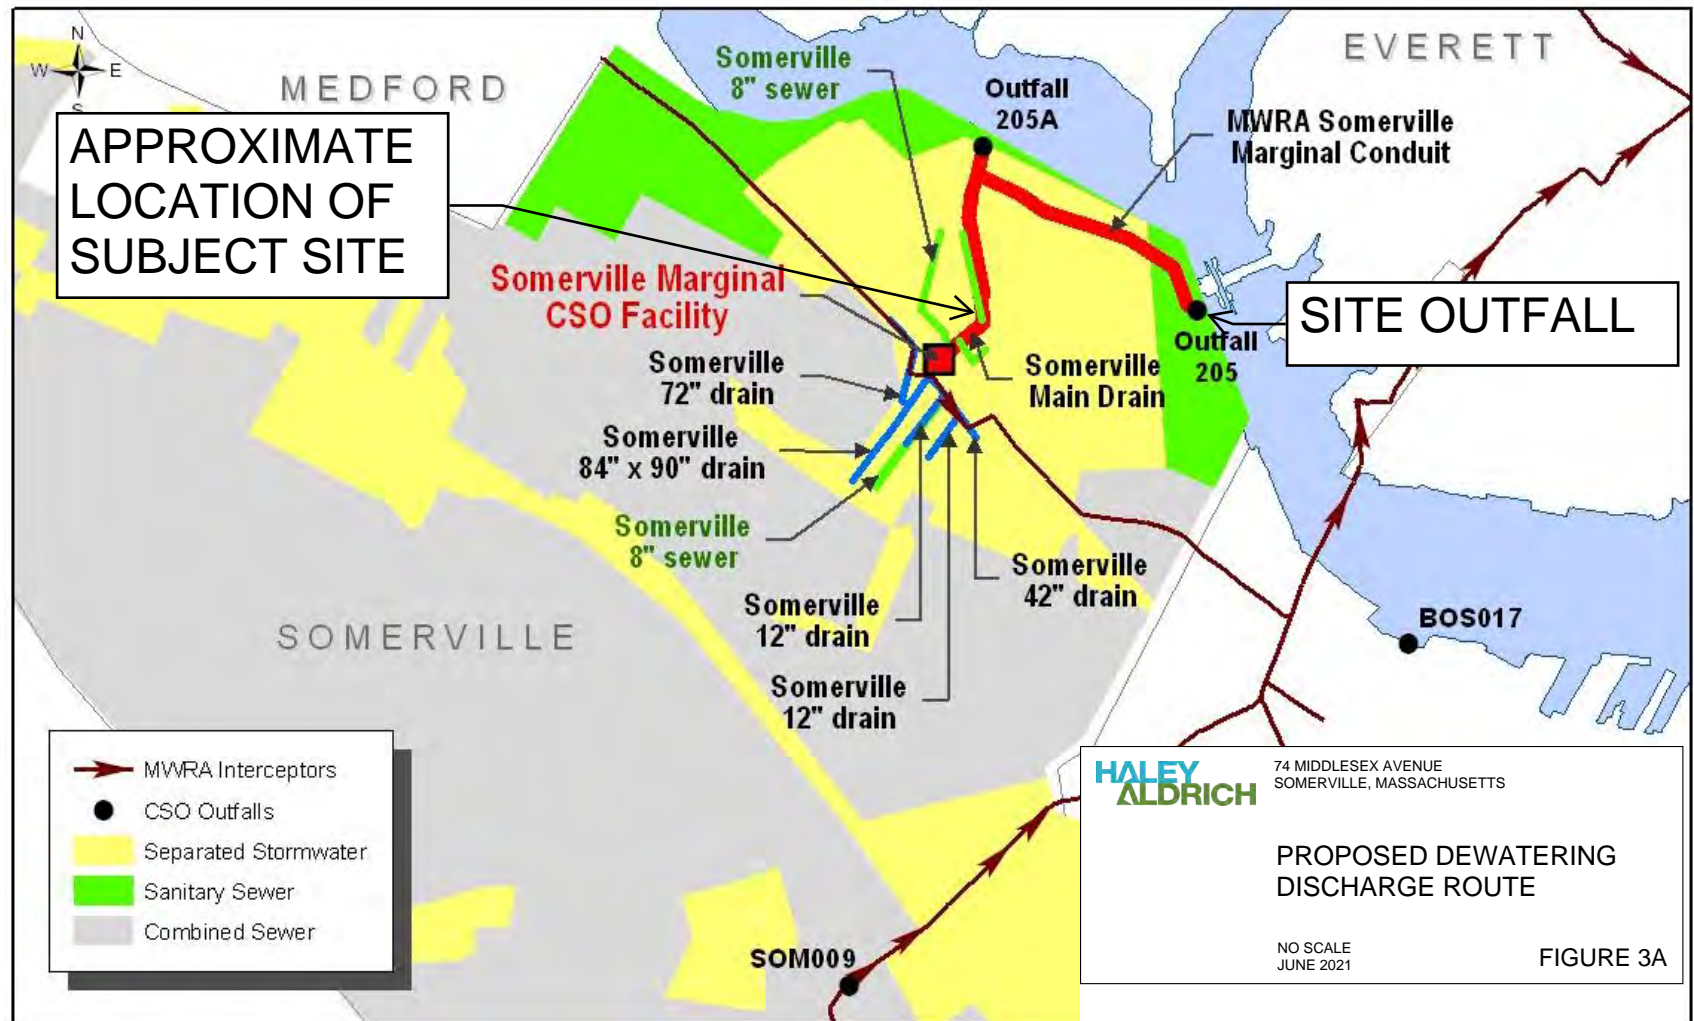 N
W
E
S
MEDFORD
EVERETT
Somerville
8" sewer
Outfall
205A
MWRA Somerville
Marginal Conduit
APPROXIMATE
LOCATION OF
SUBJECT SITE
Somerville Marginal
CSO Facility
SITE OUTFALL
Outfall
205
Somerville
72" drain
Somerville
Main Drain
Somerville
84" x 90" drain
Somerville
8" sewer
Somerville
42" drain
Somerville
12" drain
SOMERVILLE
BOS017
Somerville
12" drain
MWRA Interceptors
CSO Outfalls
Separated Stormwater
Sanitary Sewer
Combined Sewer
SOM009
HALEY
ALDRICH
74 MIDDLESEX AVENUE
SOMERVILLE, MASSACHUSETTS
PROPOSED DEWATERING
DISCHARGE ROUTE
NO SCALE
JUNE 2021
FIGURE 3A